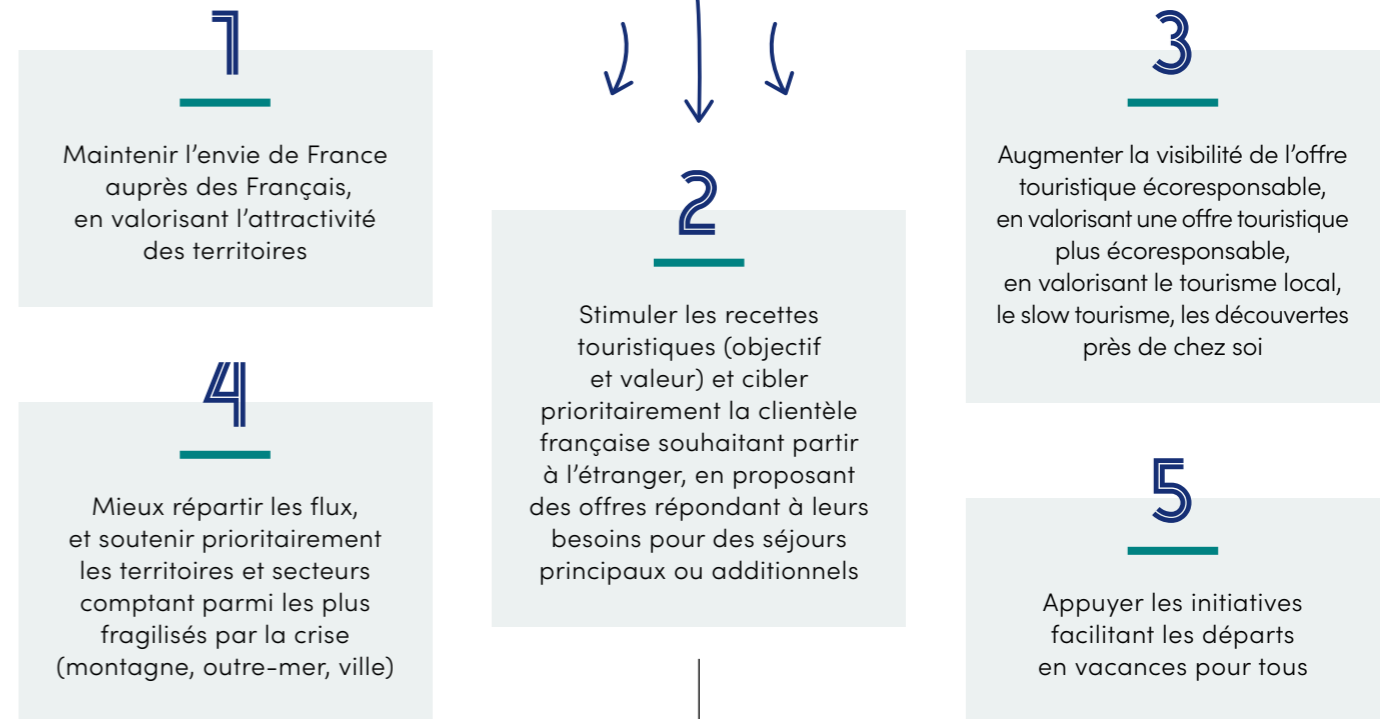 1
Maintenir l'envie de France
auprès des Français,
en valorisant l'attractivité
des territoires
2
Stimuler les recettes
touristiques (objectif
et valeur) et cibler
prioritairement la clientèle
française souhaitant partir
à l'étranger, en proposant
des offres répondant à leurs
besoins pour des séjours
principaux ou additionnels
3
Augmenter la visibilité de l'offre
touristique écoresponsable,
en valorisant une offre touristique
plus écoresponsable,
en valorisant le tourisme local,
le slow tourisme, les découvertes
près de chez soi
4
Mieux répartir les flux,
et soutenir prioritairement
les territoires et secteurs
comptant parmi les plus
fragilisés par la crise
(montagne, outre-mer, ville)
5
Appuyer les initiatives
facilitant les départs
en vacances pour tous